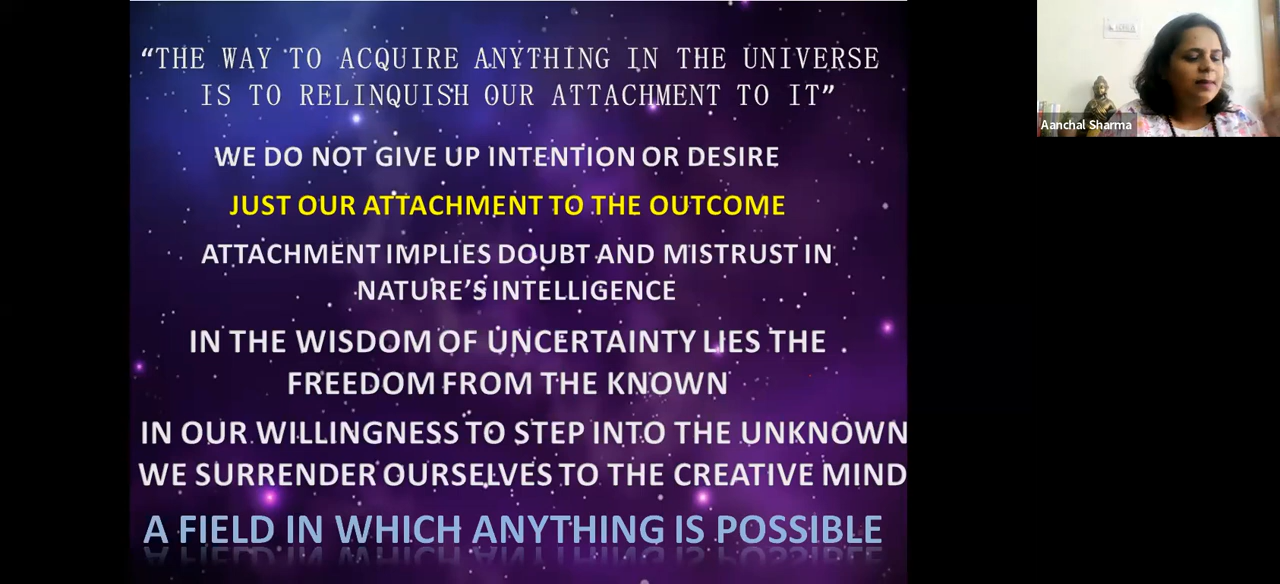 “THE WAY TO ACQUIRE ANYTHING IN THE UNIVERSE
IS TO RELINQUISH OUR ATTACHMENT TO IT”
WE DO NOT GIVE UP INTENTION OR DESIRE
JUST OUR ATTACHMENT TO THE OUTCOME
ATTACHMENT IMPLIES DOUBT AND MISTRUST IN
NATURE’S INTELLIGENCE
IN THE WISDOM OF UNCERTAINTY LIES THE
FREEDOM FROM THE KNOWN
IN OUR WILLINGNESS TO STEP INTO THE UNKNOWN
WE SURRENDER OURSELVES TO THE CREATIVE MIND
A FIELD IN WHICH ANYTHING IS POSSIBLE
Aanchal Sharma